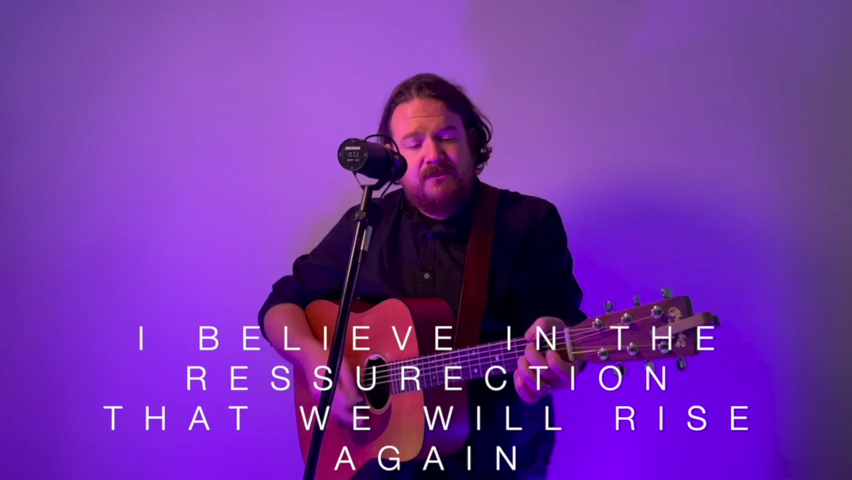 I BELIEVE IN THE
RESSURECTION
THAT WE WILL RISE
AGAIN